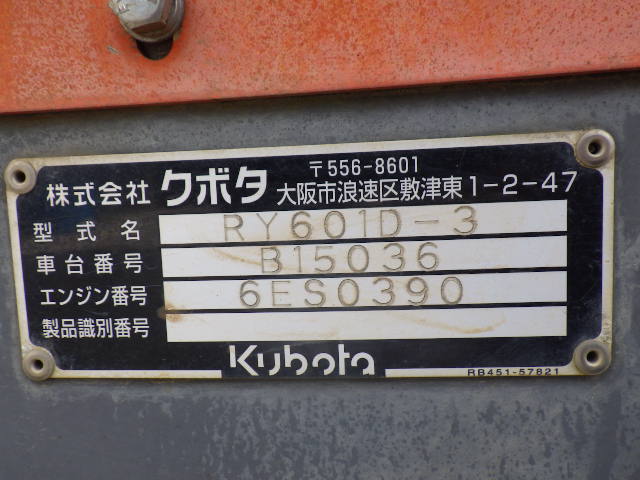 株式会社 クボタ 〒556-8601
大阪市浪速区敷津東1-2-47
型式名 RY601D-3
車台番号 B15036
エンジン番号 6ES0390
製品識別番号
Kubota
RB451-57821